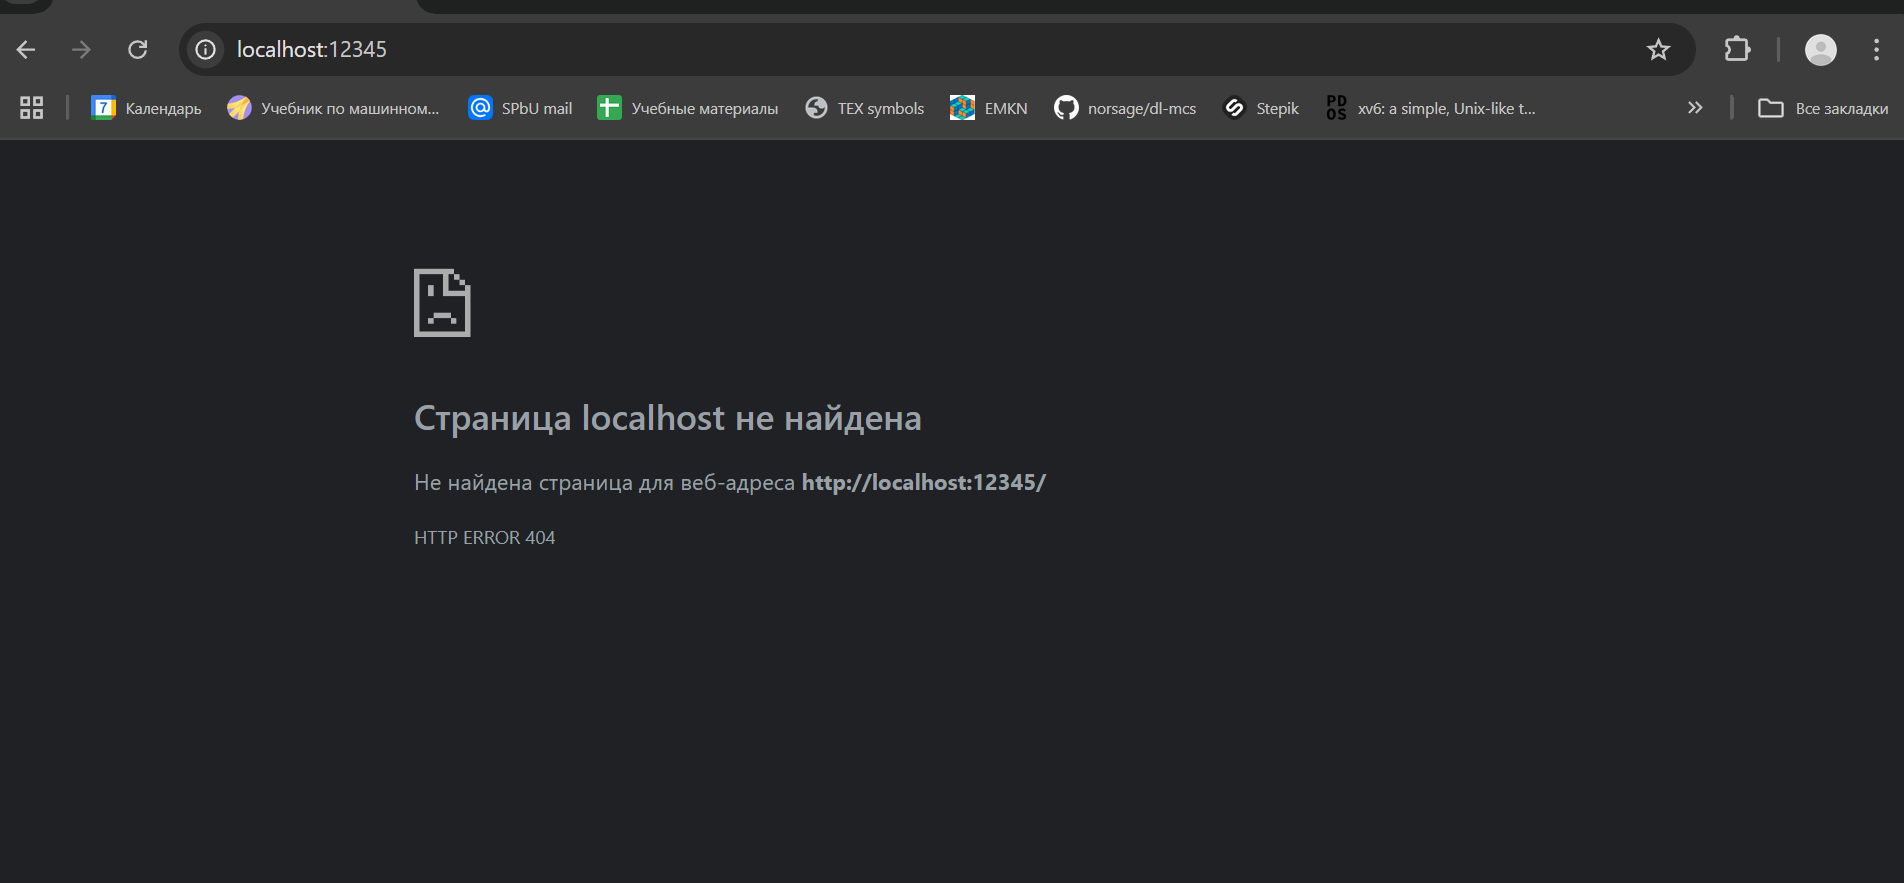 localhost:12345
7 Календарь Учебник по машинном... SPbU mail Учебные материалы TEX symbols EMKN norsage/dl-mcs Stepik PD OS xv6: a simple, Unix-like t... Все закладки
Страница localhost не найдена
Не найдена страница для веб-адреса http://localhost:12345/
HTTP ERROR 404